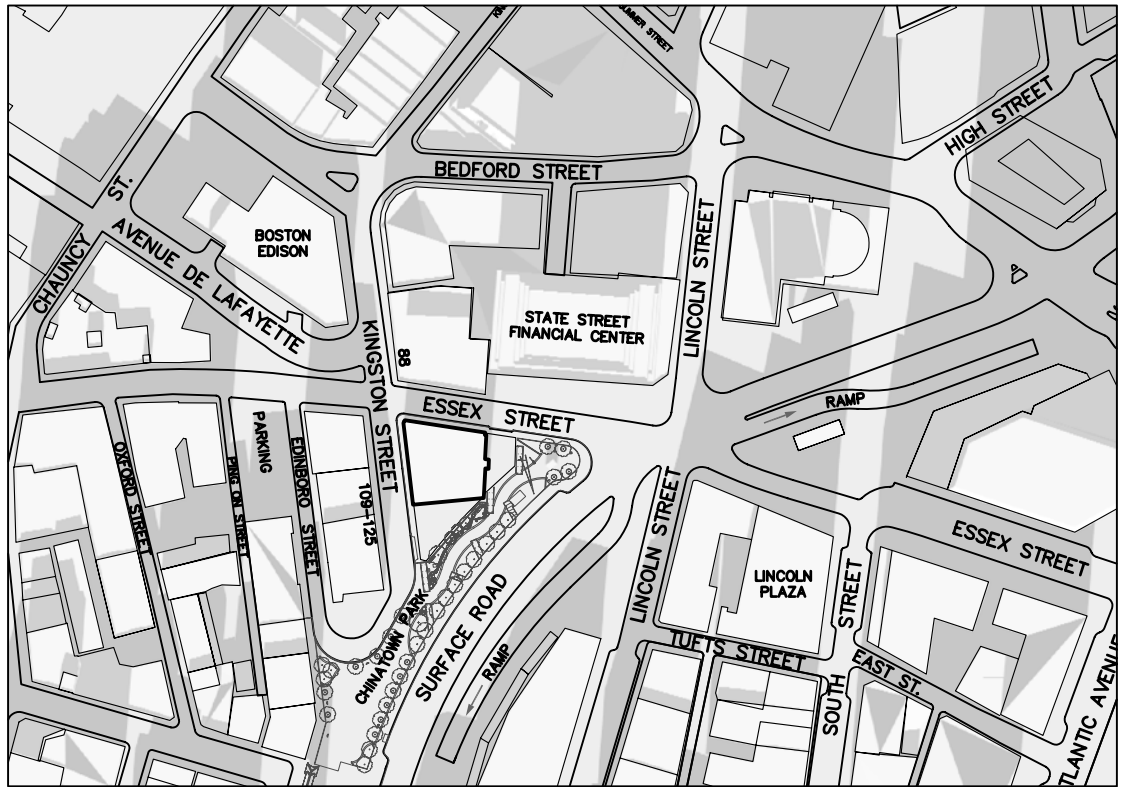 SUMMER STREET
HIGH STREET
BEDFORD STREET
ST.
CHAUNCY
AVENUE DE LAFAYETTE
BOSTON
EDISON
LINCOLN STREET
STATE STREET
FINANCIAL CENTER
KINGSTON STREET
88
ESSEX STREET
RAMP
OXFORD STREET
PING ON STREET
PARKING
EDINBORO STREET
109-125
LINCOLN STREET
ESSEX STREET
LINCOLN
PLAZA
CHINATOWN PARK
SURFACE ROAD
RAMP
TUFTS STREET
SOUTH STREET
EAST ST.
ATLANTIC AVENUE